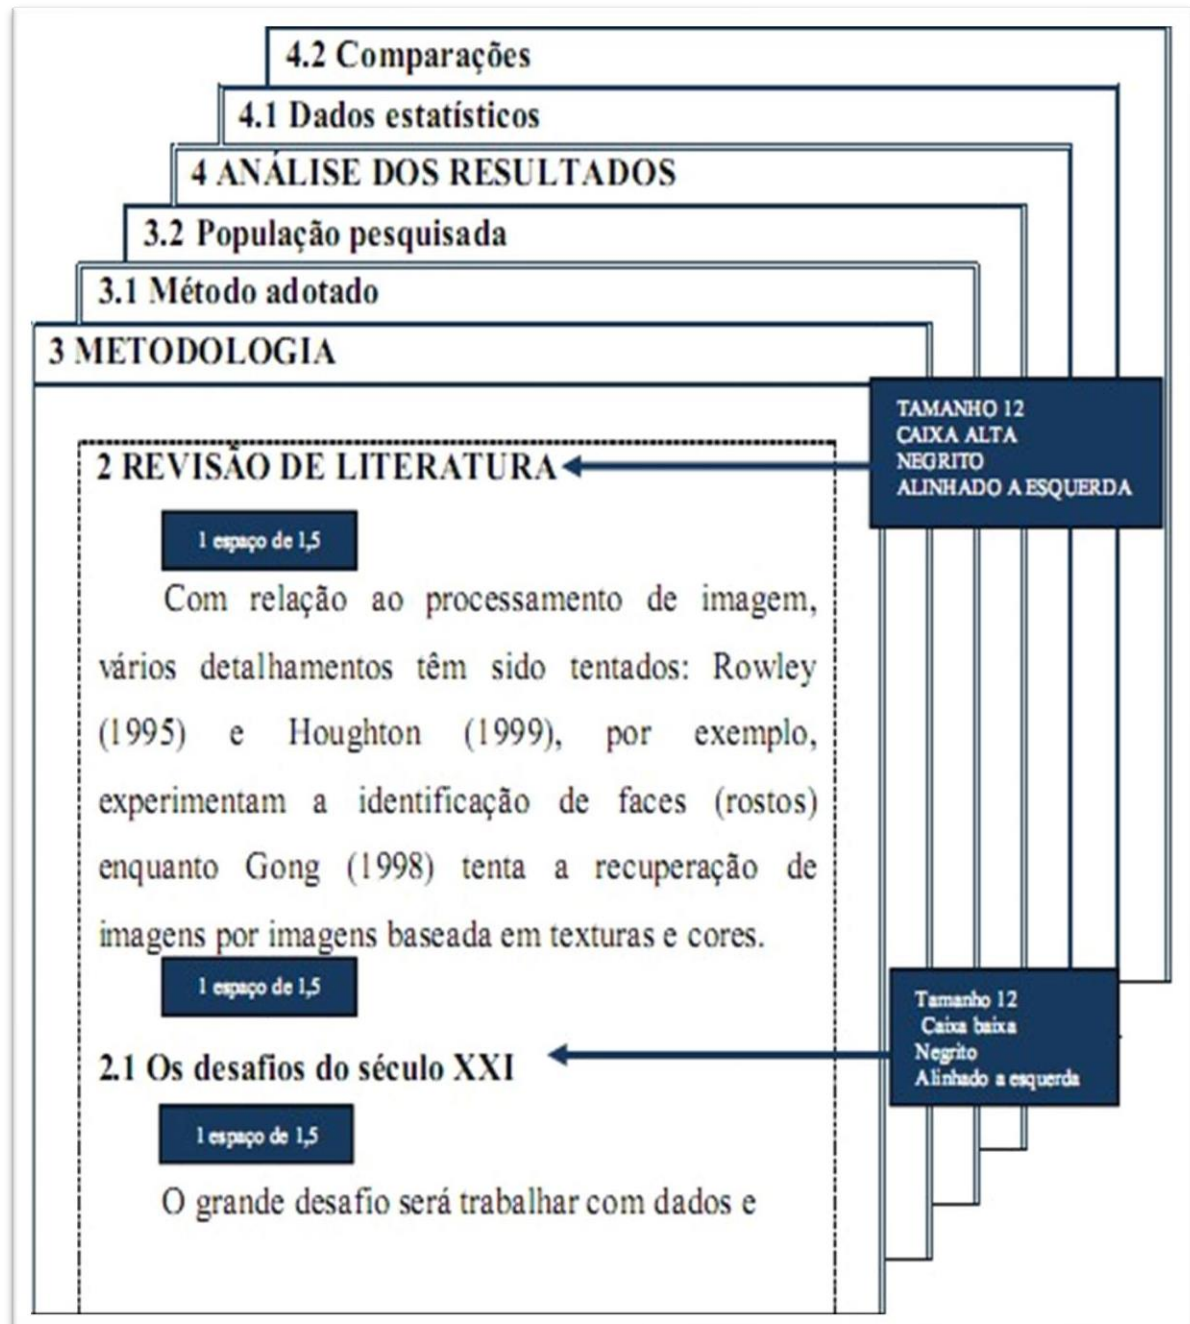 4.2 Comparações
4.1 Dados estatísticos
4 ANÁLISE DOS RESULTADOS
3.2 População pesquisada
3.1 Método adotado
3 METODOLOGIA
TAMANHO 12
CAIXA ALTA
NEGRITO
ALINHADO A ESQUERDA
2 REVISÃO DE LITERATURA
1 espaço de 1,5
Com relação ao processamento de imagem,
vários detalhamentos têm sido tentados: Rowley
(1995) e Houghton (1999), por exemplo,
experimentam a identificação de faces (rostos)
enquanto Gong (1998) tenta a recuperação de
imagens por imagens baseada em texturas e cores.
1 espaço de 1,5
Tamanho 12
Caixa baixa
Negrito
Alinhado a esquerda
2.1 Os desafios do século XXI
1 espaço de 1,5
O grande desafio será trabalhar com dados e